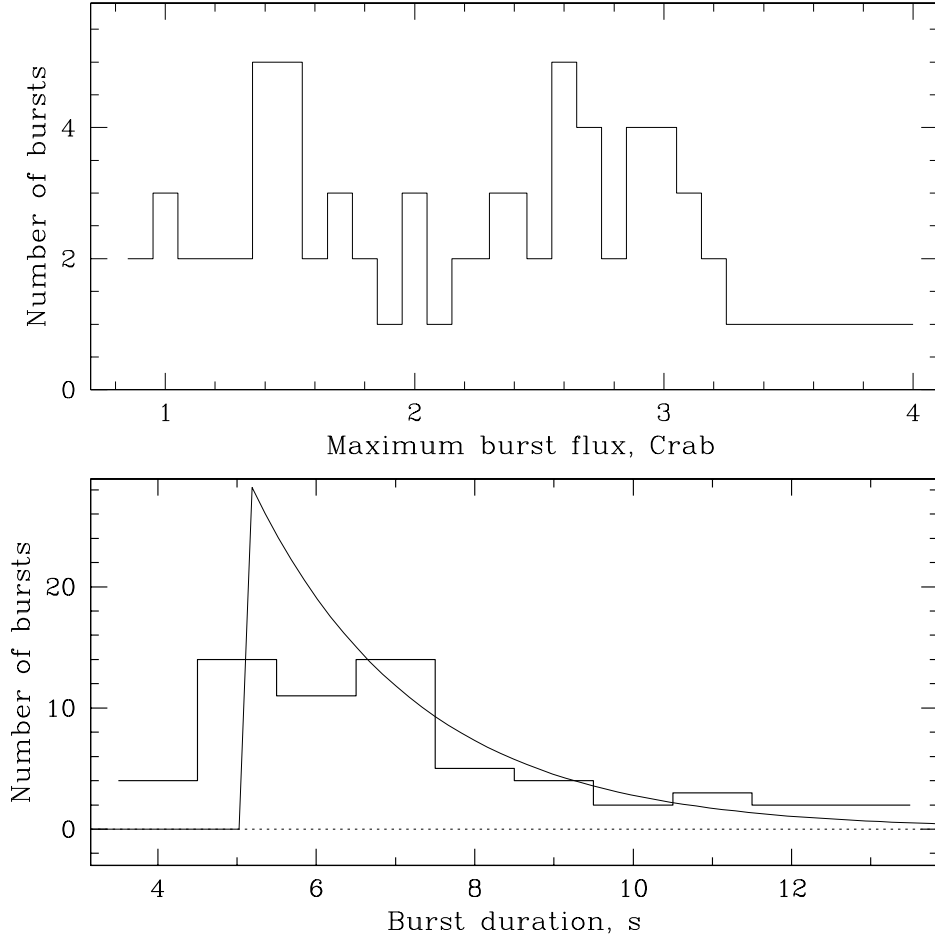 Number of bursts
4
2
0
1 2 3 4
Maximum burst flux, Crab
Number of bursts
20
10
0
4 6 8 10 12
Burst duration, s